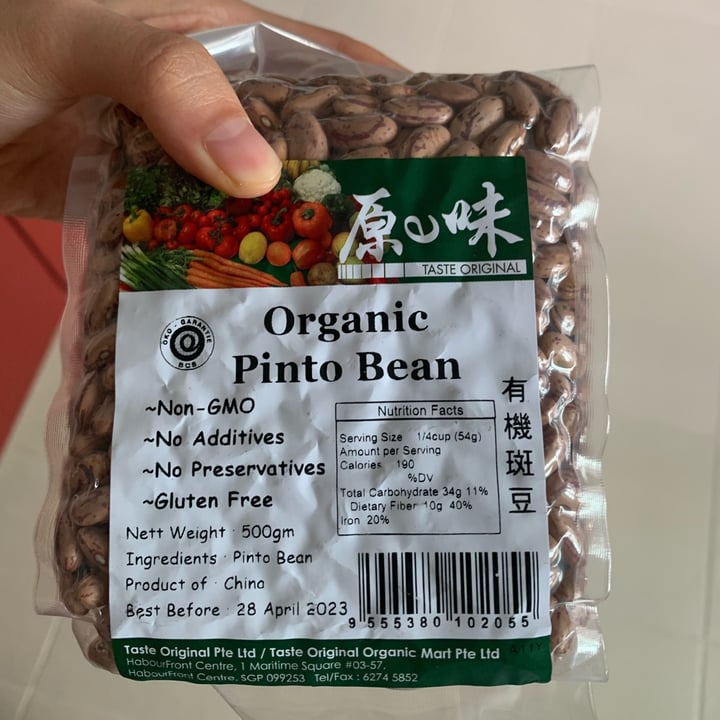 原e味
TASTE ORIGINAL
Organic
Pinto Bean
ÖKO - GARANTIE
BCS
有機斑豆
~Non-GMO
~No Additives
~No Preservatives
~Gluten Free
Nutrition Facts
Serving Size 1/4cup (54g)
Amount per Serving
Calories 190
%DV
Total Carbohydrate 34g 11%
Dietary Fiber 10g 40%
Iron 20%
Nett Weight : 500gm
Ingredients : Pinto Bean
Product of : China
Best Before : 28 April 2023
9 555380 102055
Taste Original Pte Ltd / Taste Original Organic Mart Pte Ltd
HabourFront Centre, 1 Maritime Square #03-57,
HabourFront Centre, SGP 099253 Tel/Fax : 6274 5852